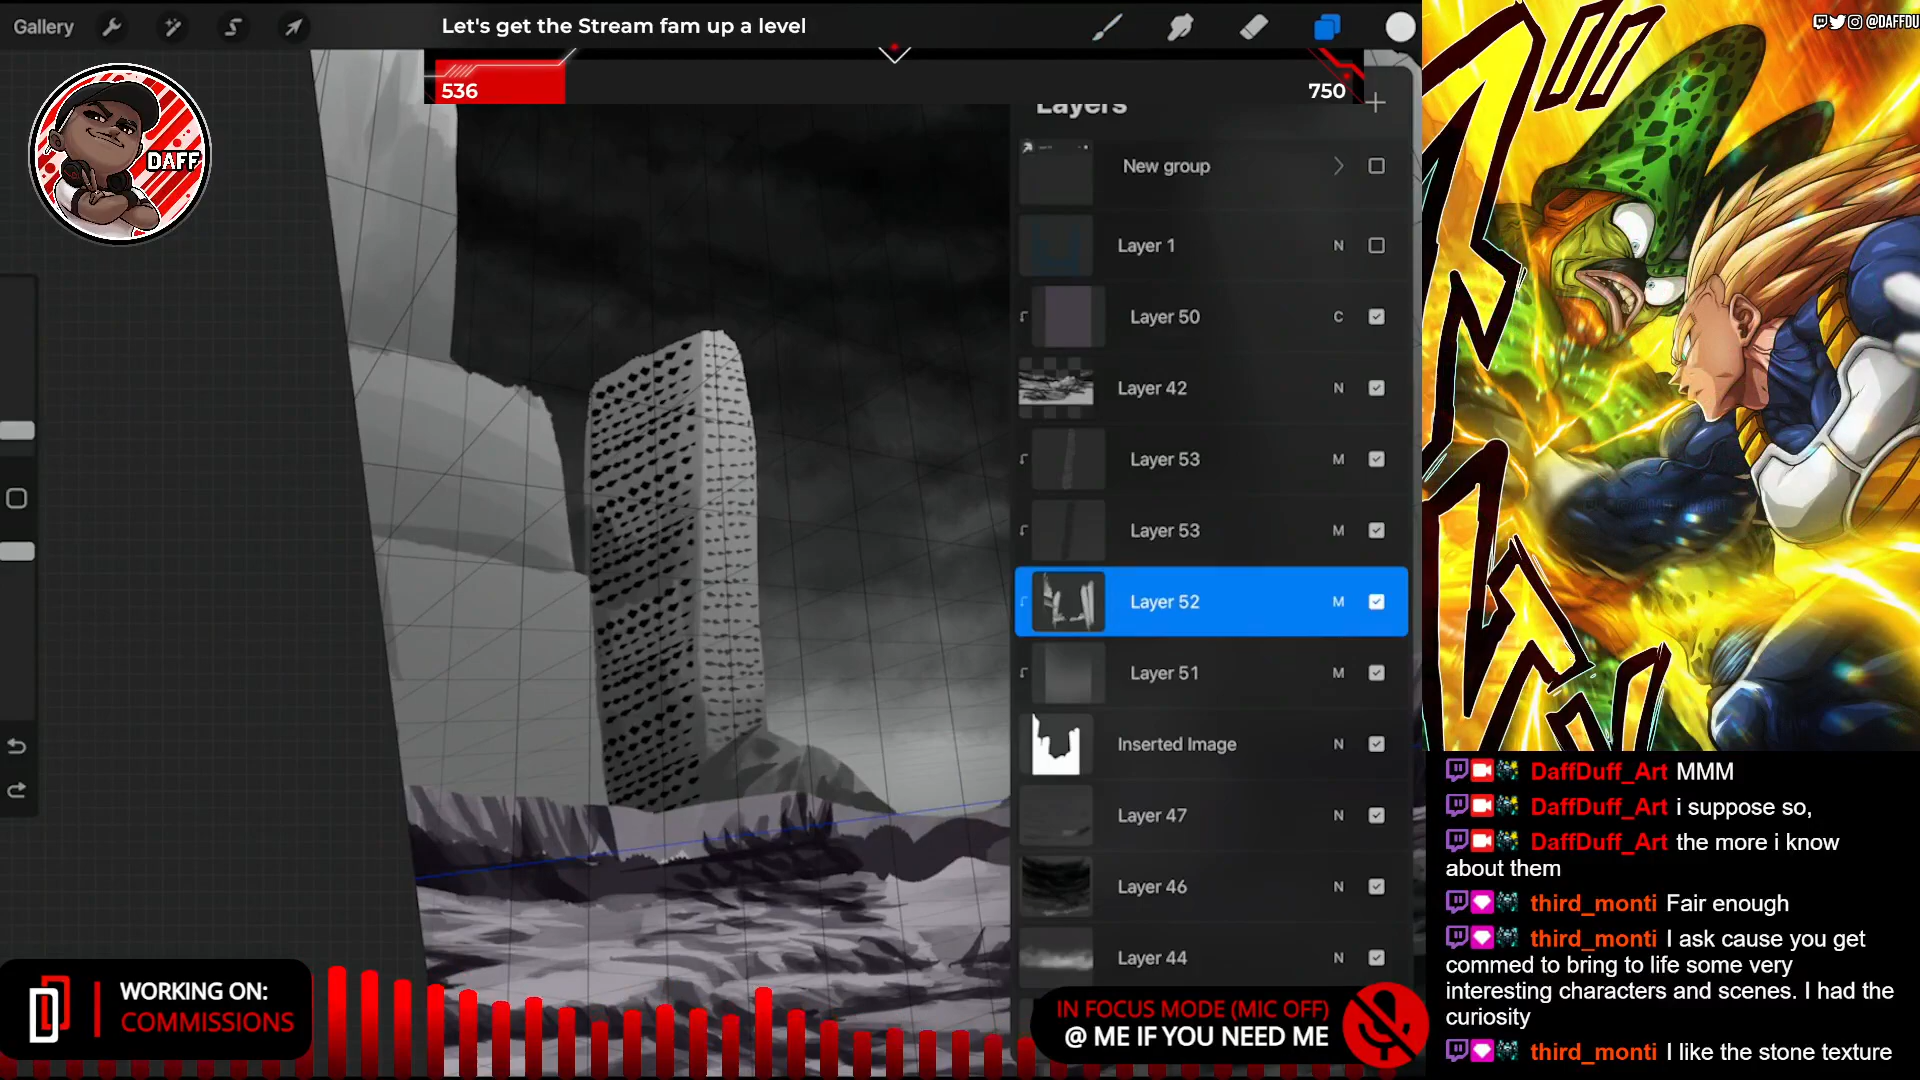 Gallery
Let's get the Stream fam up a level
536
750
@DAFFDU
DAFF
Layers
New group
Layer 1 N
Layer 50 C
Layer 42 N
Layer 53 M
Layer 53 M
Layer 52 M
Layer 51 M
Inserted Image N
Layer 47 N
Layer 46 N
Layer 44 N
WORKING ON:
COMMISSIONS
IN FOCUS MODE (MIC OFF)
@ ME IF YOU NEED ME
DaffDuff_Art MMM
DaffDuff_Art i suppose so,
DaffDuff_Art the more i know
about them
third_monti Fair enough
third_monti I ask cause you get
commed to bring to life some very
interesting characters and scenes. I had the
curiosity
third_monti I like the stone texture